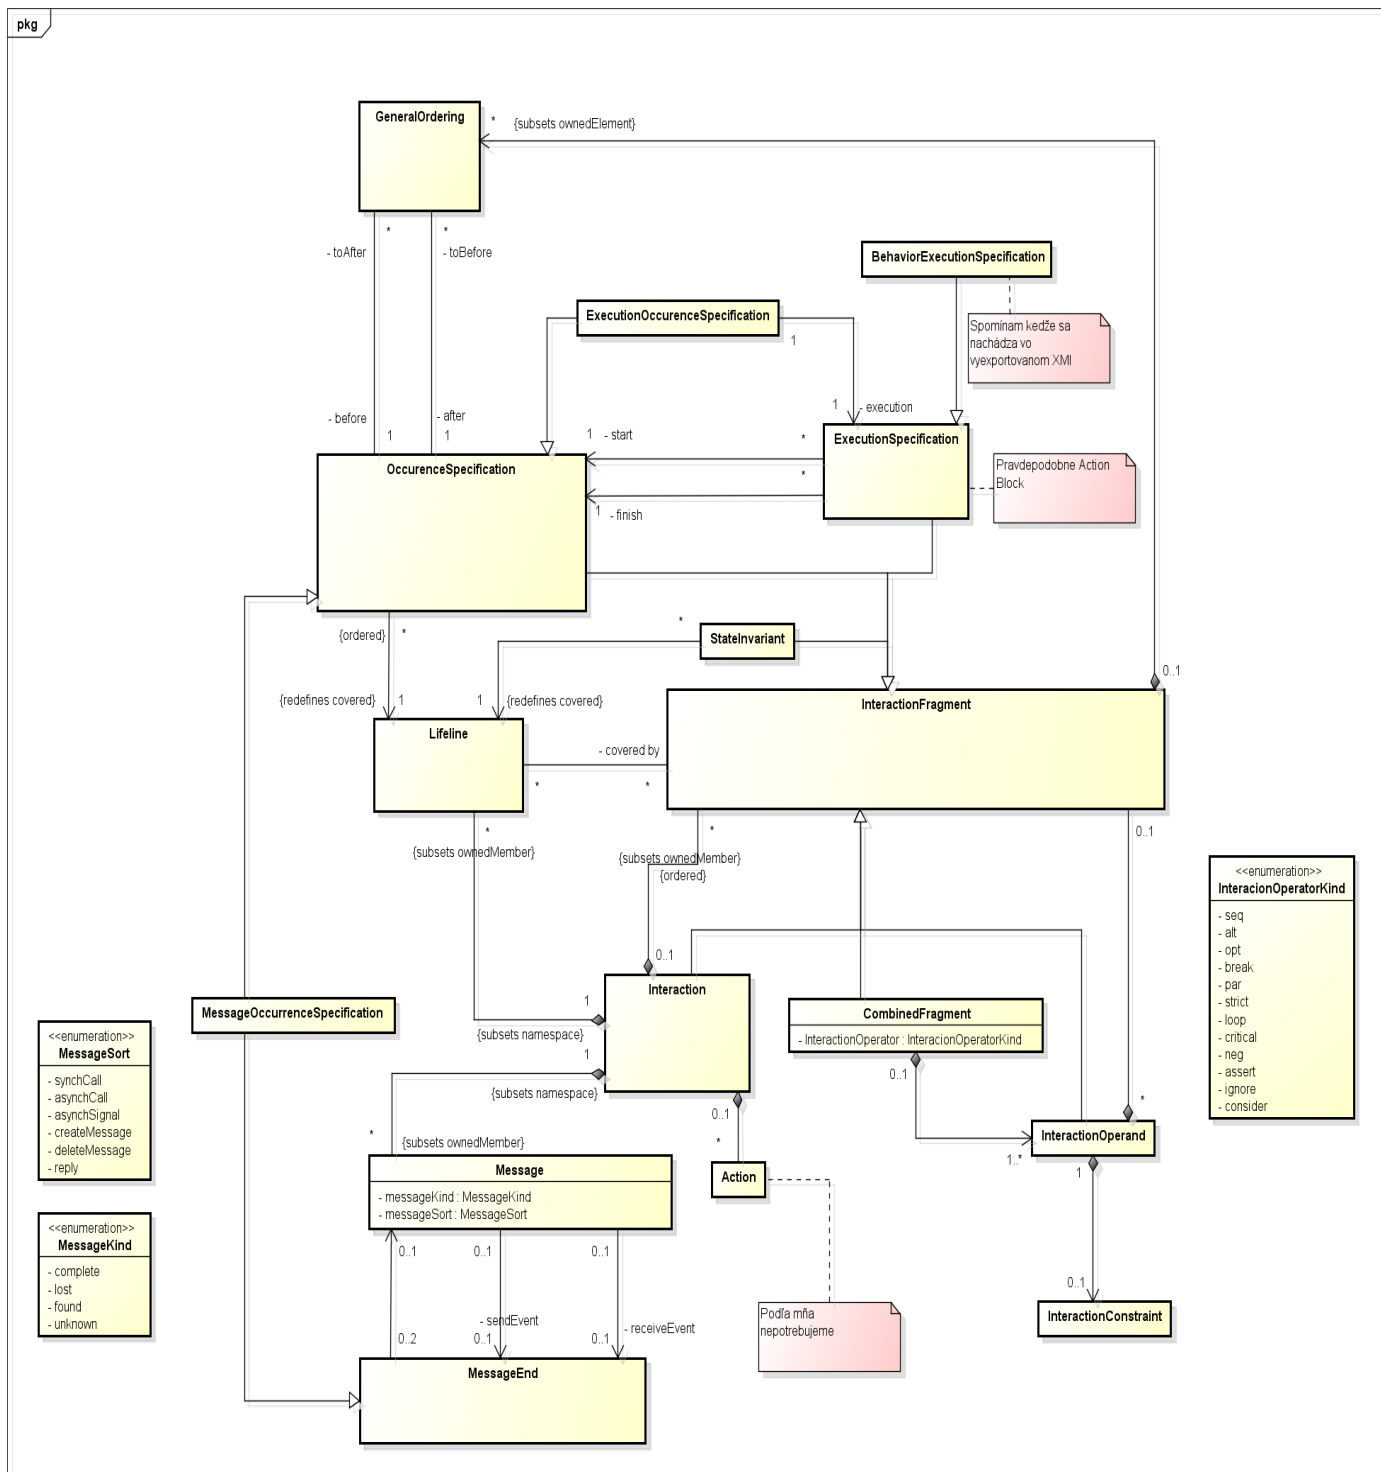 pkg
GeneralOrdering
*
{subsets ownedElement}
*
*
- toAfter
- toBefore
BehaviorExecutionSpecification
ExecutionOccurenceSpecification
1
Spomínam kedže sa
nachádza vo
vyexportovanom XMI
- before
- after
1
1
1
- execution
ExecutionSpecification
1
- start
*
OccurenceSpecification
*
1
- finish
Pravdepodobne Action
Block
{ordered}
*
*
StateInvariant
{redefines covered}
1
1
{redefines covered}
0..1
InteractionFragment
Lifeline
- covered by
*
*
*
{subsets ownedMember}
*
{subsets ownedMember}
{ordered}
0..1
<<enumeration>>
InteracionOperatorKind
- seq
- alt
- opt
- break
- par
- strict
- loop
- critical
- neg
- assert
- ignore
- consider
0..1
Interaction
1
{subsets namespace}
1
{subsets namespace}
MessageOccurrenceSpecification
CombinedFragment
- InteractionOperator : InteracionOperatorKind
0..1
0..1
*
*
1..*
InteractionOperand
1
<<enumeration>>
MessageSort
- synchCall
- asynchCall
- asynchSignal
- createMessage
- deleteMessage
- reply
*
{subsets ownedMember}
Message
- messageKind : MessageKind
- messageSort : MessageSort
Action
<<enumeration>>
MessageKind
- complete
- lost
- found
- unknown
0..1
0..1
0..1
- sendEvent
- receiveEvent
0..2
0..1
0..1
Podľa mňa
nepotrebujeme
0..1
InteractionConstraint
MessageEnd